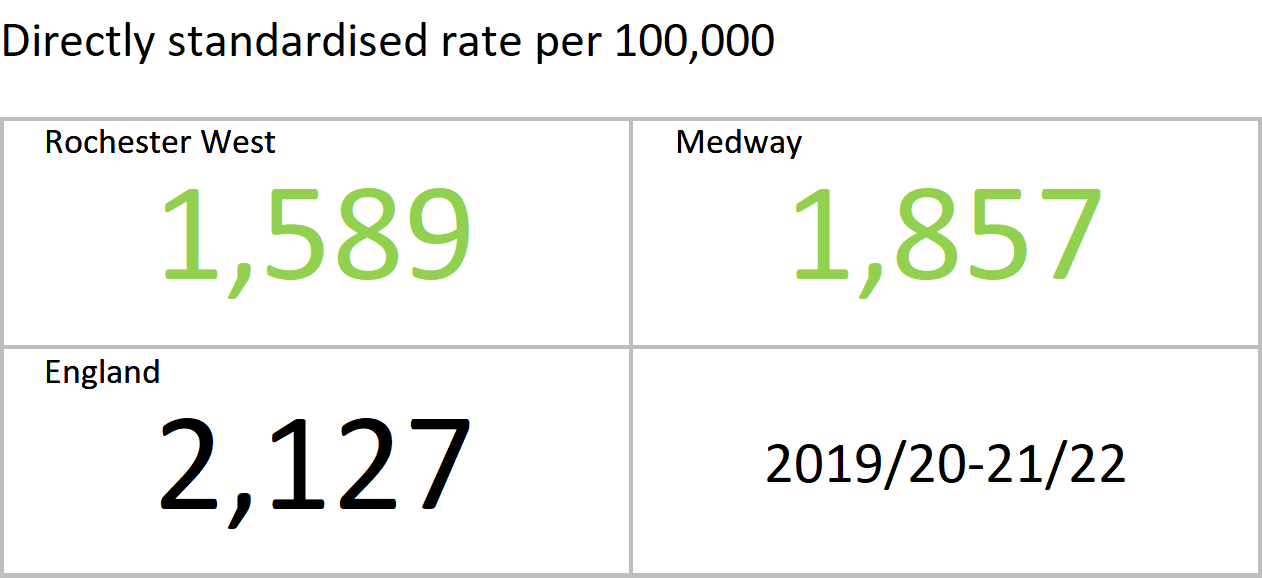 Directly standardised rate per 100,000
Rochester West
1,589
Medway
1,857
England
2,127
2019/20-21/22